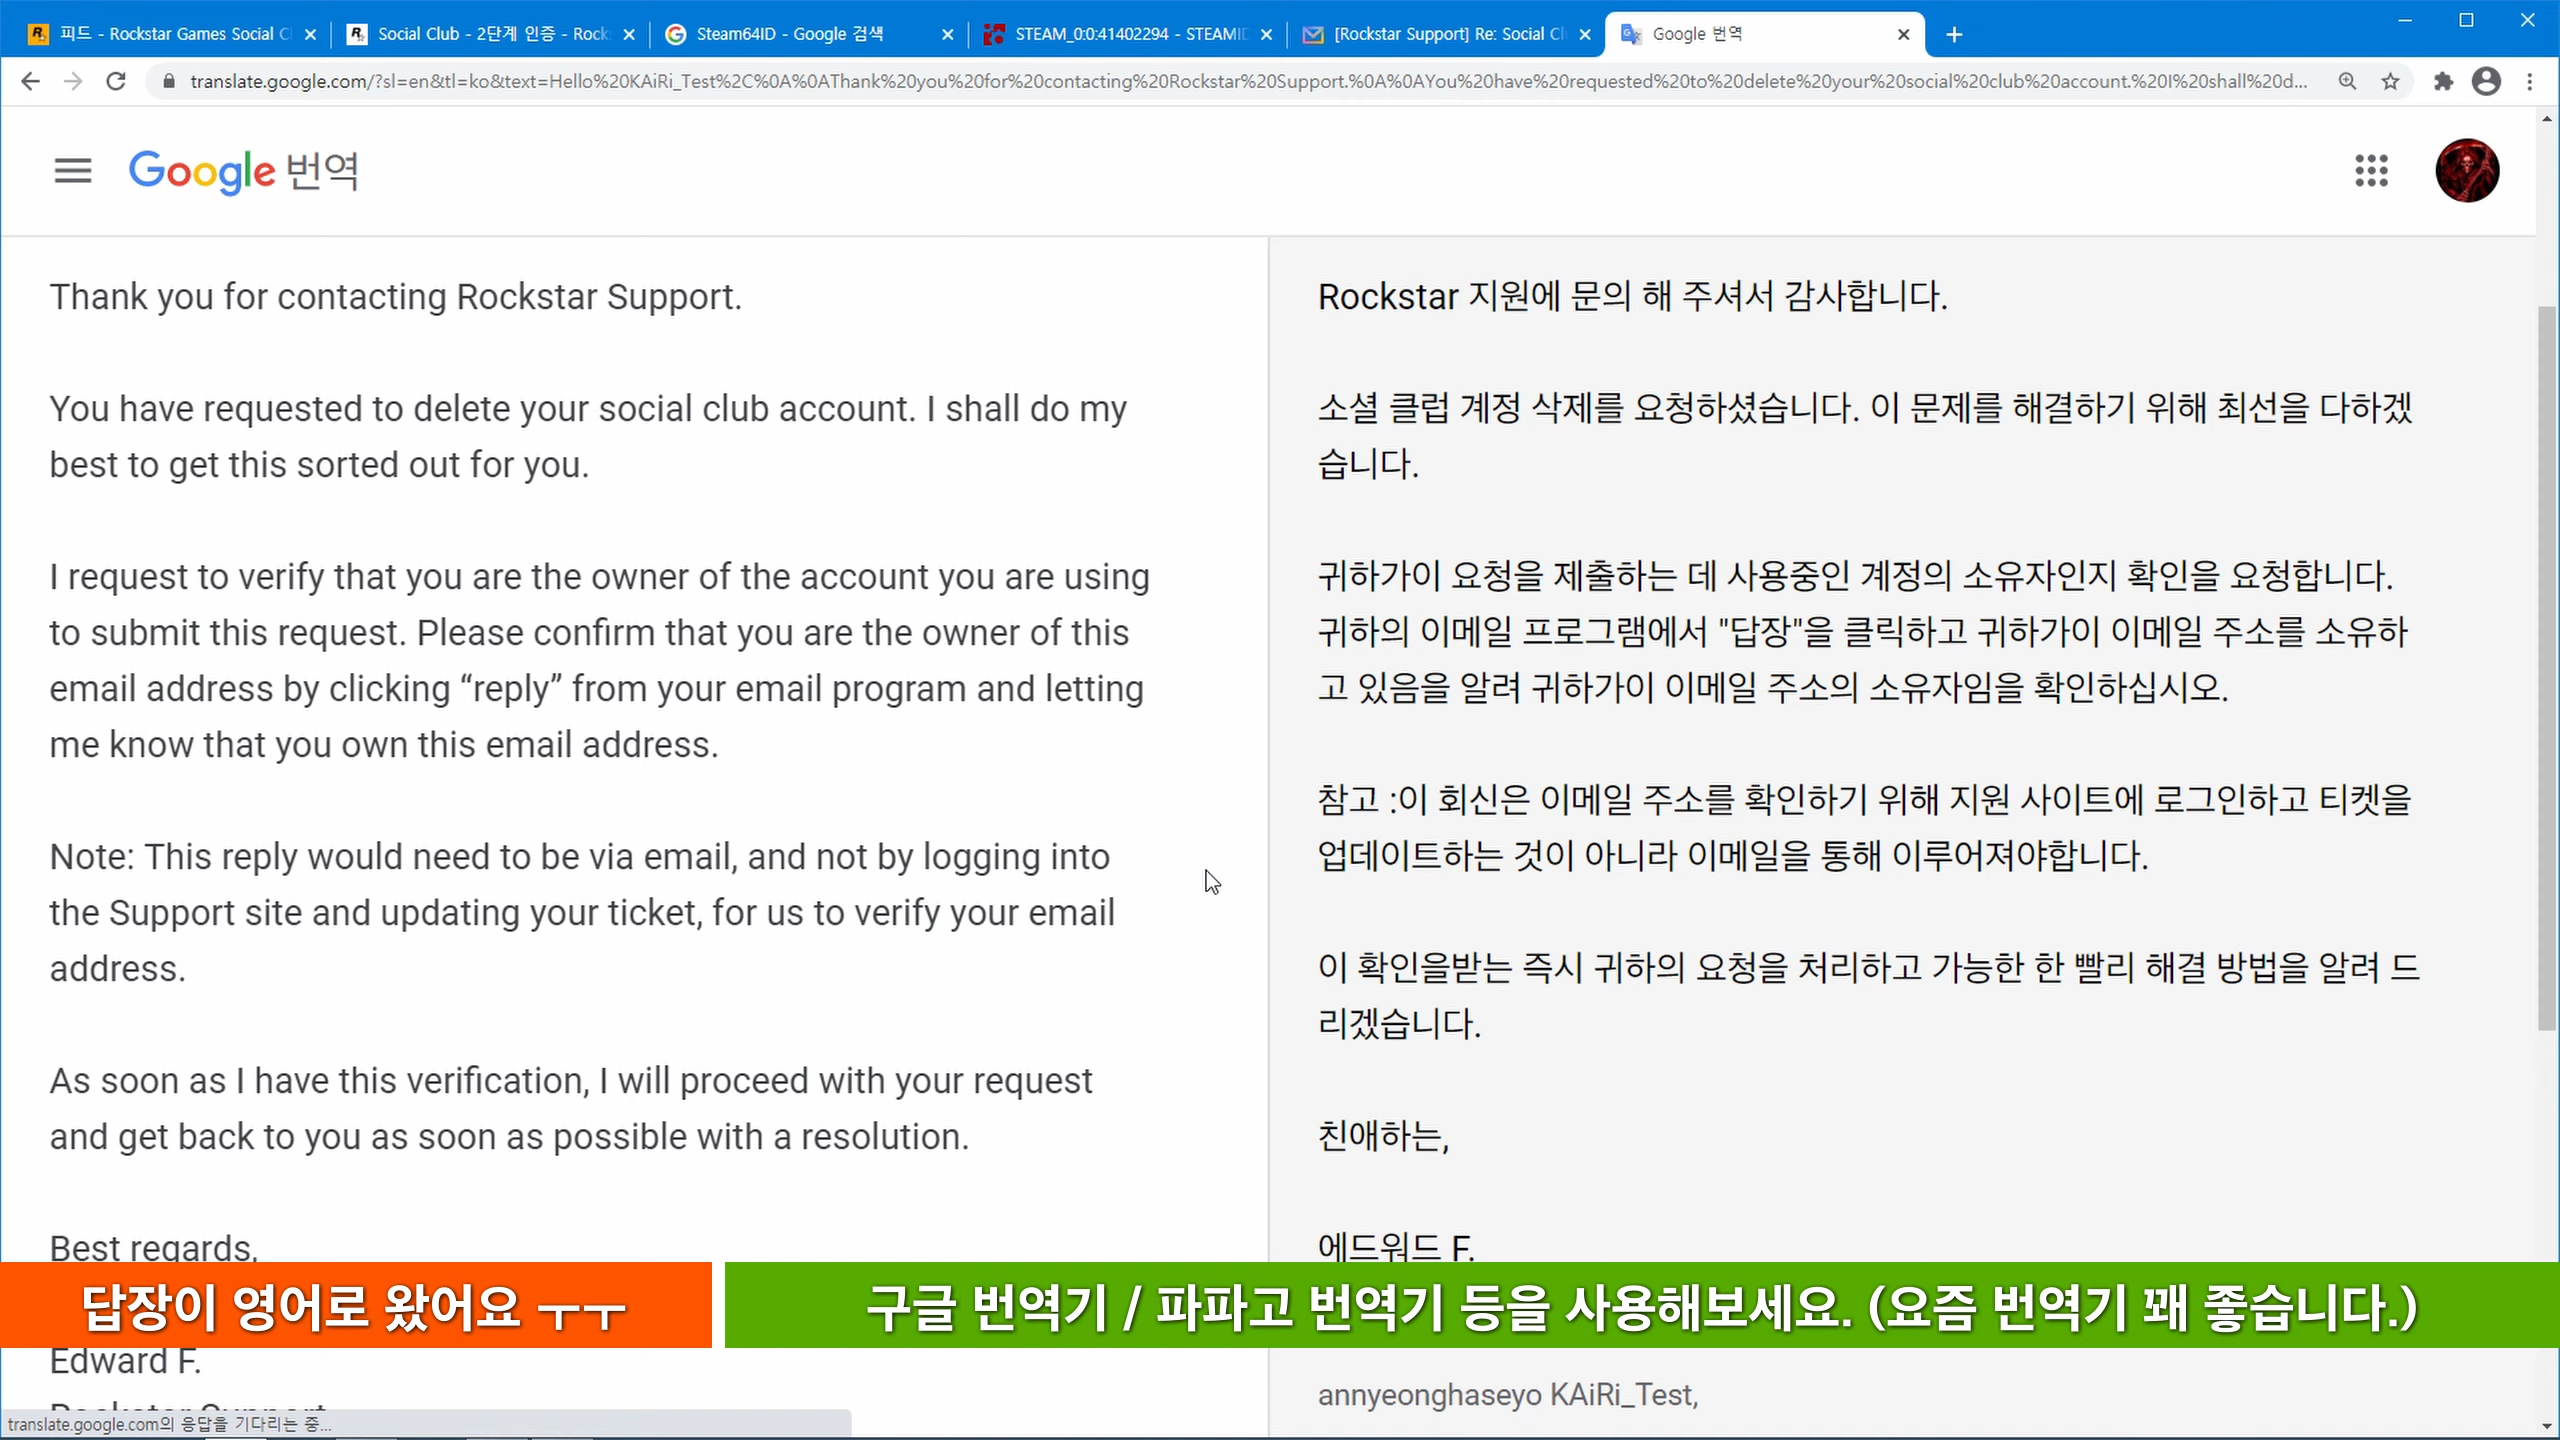 피드 - Rockstar Games Social C
Social Club - 2단계 인증 - Rock
Steam64ID - Google 검색
STEAM_0:0:41402294 - STEAMID
[Rockstar Support] Re: Social Cl
Google 번역
translate.google.com/?sl=en&tl=ko&text=Hello%20KAiRi_Test%2C%0A%0AThank%20you%20for%20contacting%20Rockstar%20Support.%0A%0AYou%20have%20requested%20to%20delete%20your%20social%20club%20account.%20I%20shall%20d...
Google 번역
Thank you for contacting Rockstar Support.
You have requested to delete your social club account. I shall do my
best to get this sorted out for you.
I request to verify that you are the owner of the account you are using
to submit this request. Please confirm that you are the owner of this
email address by clicking “reply” from your email program and letting
me know that you own this email address.
Note: This reply would need to be via email, and not by logging into
the Support site and updating your ticket, for us to verify your email
address.
As soon as I have this verification, I will proceed with your request
and get back to you as soon as possible with a resolution.
Best regards,
Edward F.
Rockstar Support
Rockstar 지원에 문의 해 주셔서 감사합니다.
소셜 클럽 계정 삭제를 요청하셨습니다. 이 문제를 해결하기 위해 최선을 다하겠
습니다.
귀하가이 요청을 제출하는 데 사용중인 계정의 소유자인지 확인을 요청합니다.
귀하의 이메일 프로그램에서 "답장"을 클릭하고 귀하가이 이메일 주소를 소유하
고 있음을 알려 귀하가이 이메일 주소의 소유자임을 확인하십시오.
참고 :이 회신은 이메일 주소를 확인하기 위해 지원 사이트에 로그인하고 티켓을
업데이트하는 것이 아니라 이메일을 통해 이루어져야합니다.
이 확인을받는 즉시 귀하의 요청을 처리하고 가능한 한 빨리 해결 방법을 알려 드
리겠습니다.
친애하는,
에드워드 F.
annyeonghaseyo KAiRi_Test,
답장이 영어로 왔어요 ㅜㅜ
구글 번역기 / 파파고 번역기 등을 사용해보세요. (요즘 번역기 꽤 좋습니다.)
translate.google.com의 응답을 기다리는 중...